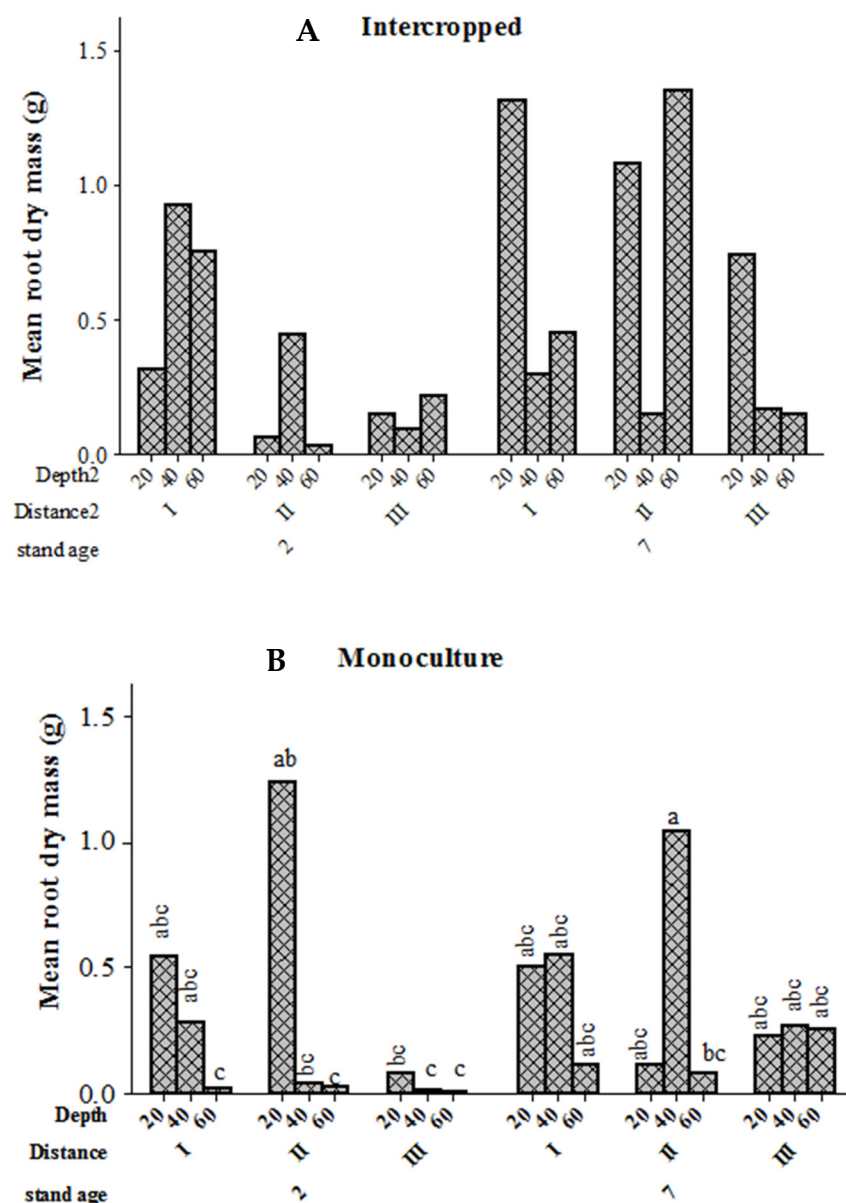 A Intercropped
Mean root dry mass (g)
1.5
1.0
0.5
0.0
Depth2 20 40 60 20 40 60 20 40 60 20 40 60 20 40 60 20 40 60
Distance2 I II III I II III
stand age 2 7
B Monoculture
Mean root dry mass (g)
1.5
ab
1.0 a
abc abc abc
0.5
abc abc abc abc
abc abc bc
bc c bc c c
c
0.0
Depth 20 40 60 20 40 60 20 40 60 20 40 60 20 40 60 20 40 60
Distance I II III I II III
stand age 2 7